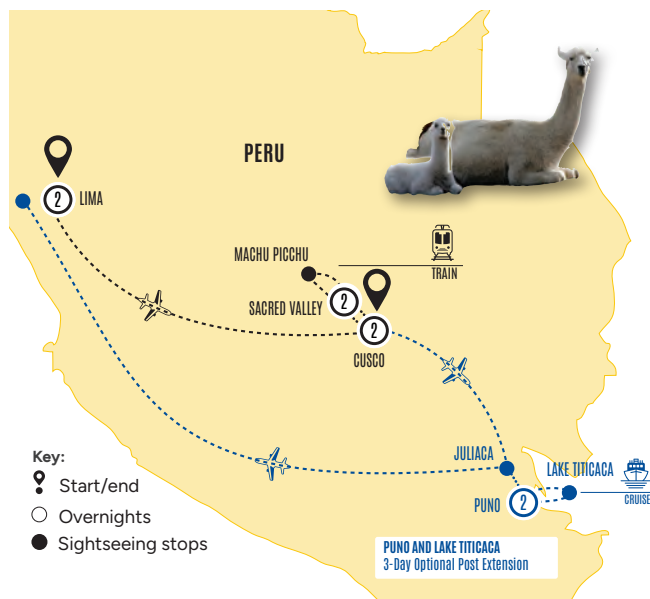 PERU
2
LIMA
MACHU PICCHU
TRAIN
SACRED VALLEY
2
2
CUSCO
JULIACA
LAKE TITICACA
CRUISE
PUNO
2
Key:
Start/end
Overnights
Sightseeing stops
PUNO AND LAKE TITICACA
3-Day Optional Post Extension